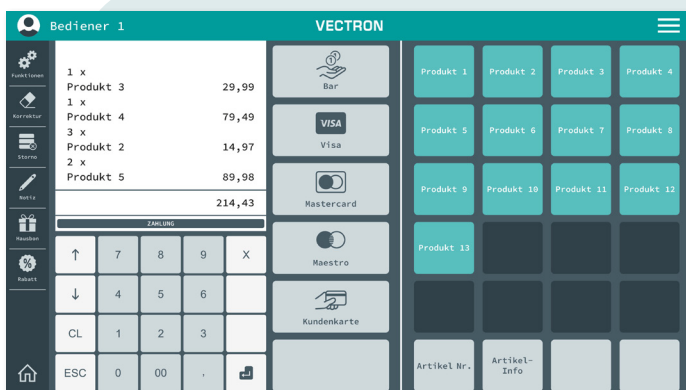 Bediener 1
VECTRON
Funktionen
Korrektur
Storno
Notiz
Hausbon
Rabatt
1 x
Produkt 3 29,99
1 x
Produkt 4 79,49
3 x
Produkt 2 14,97
2 x
Produkt 5 89,98
214,43
ZAHLUNG
↑ 7 8 9 X
↓ 4 5 6
CL 1 2 3
ESC 0 00 ,
Bar
VISA
Visa
Mastercard
Maestro
Kundenkarte
Produkt 1 Produkt 2 Produkt 3 Produkt 4
Produkt 5 Produkt 6 Produkt 7 Produkt 8
Produkt 9 Produkt 10 Produkt 11 Produkt 12
Produkt 13
Artikel Nr. Artikel-
Info